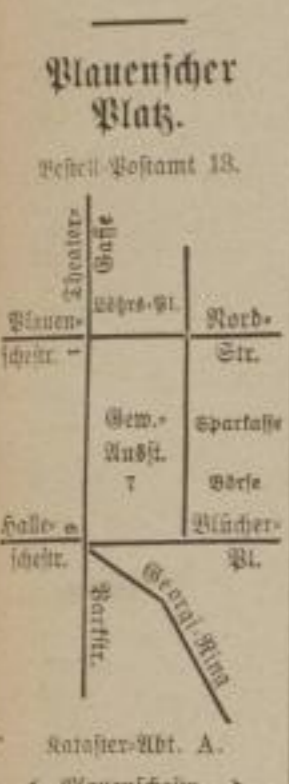 Plauenscher
Platz.
Bestell-Postamt 13.
Theater-
Gasse
Löhrs-Pl.
Plauen-
schestr. 1
Nord-
Str.
Gew.-
Ausst.
7
Sparkasse
Börse
Halle-
schestr.
Blücher-
Pl.
Parkstr.
Georgi-Ring
Kataster-Abt. A.